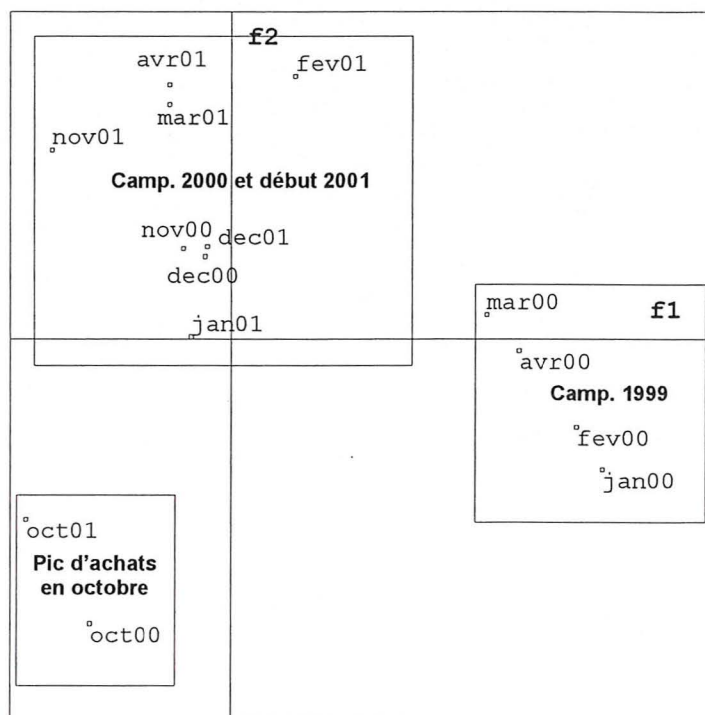 f2
avr01
fev01
mar01
nov01
Camp. 2000 et début 2001
nov00
dec01
dec00
jan01
mar00
f1
avr00
Camp. 1999
fev00
jan00
oct01
Pic d'achats
en octobre
oct00